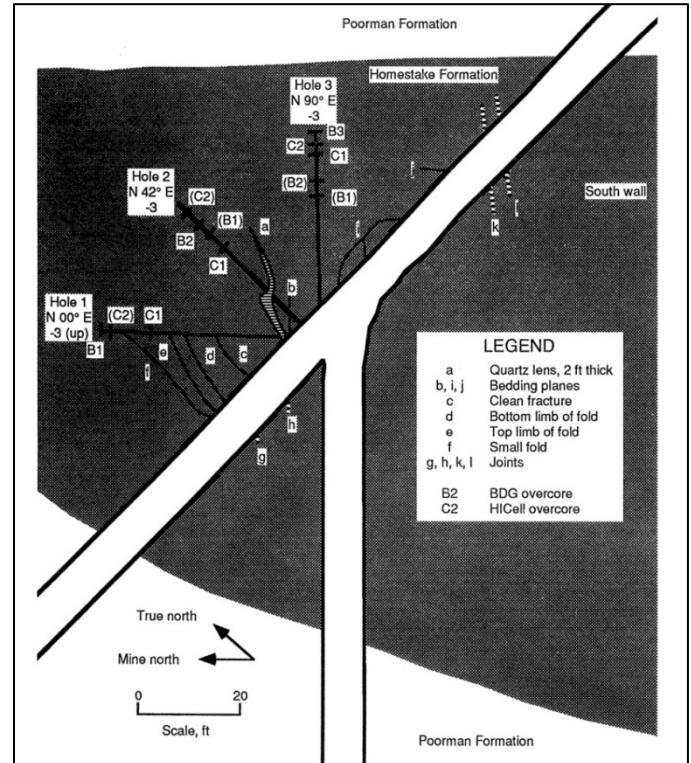 Poorman Formation
Homestake Formation
Hole 3
N 90° E
-3
B3
C2
C1
(B2)
(B1)
Hole 2
N 42° E
-3
(C2)
(B1)
B2
C1
a
b
South wall
k
l
i
j
Hole 1
N 00° E
-3 (up)
(C2)
C1
B1
e
d
c
f
h
g
LEGEND
a Quartz lens, 2 ft thick
b, i, j Bedding planes
c Clean fracture
d Bottom limb of fold
e Top limb of fold
f Small fold
g, h, k, l Joints
B2 BDG overcore
C2 HICell overcore
True north
Mine north
0 20
Scale, ft
Poorman Formation